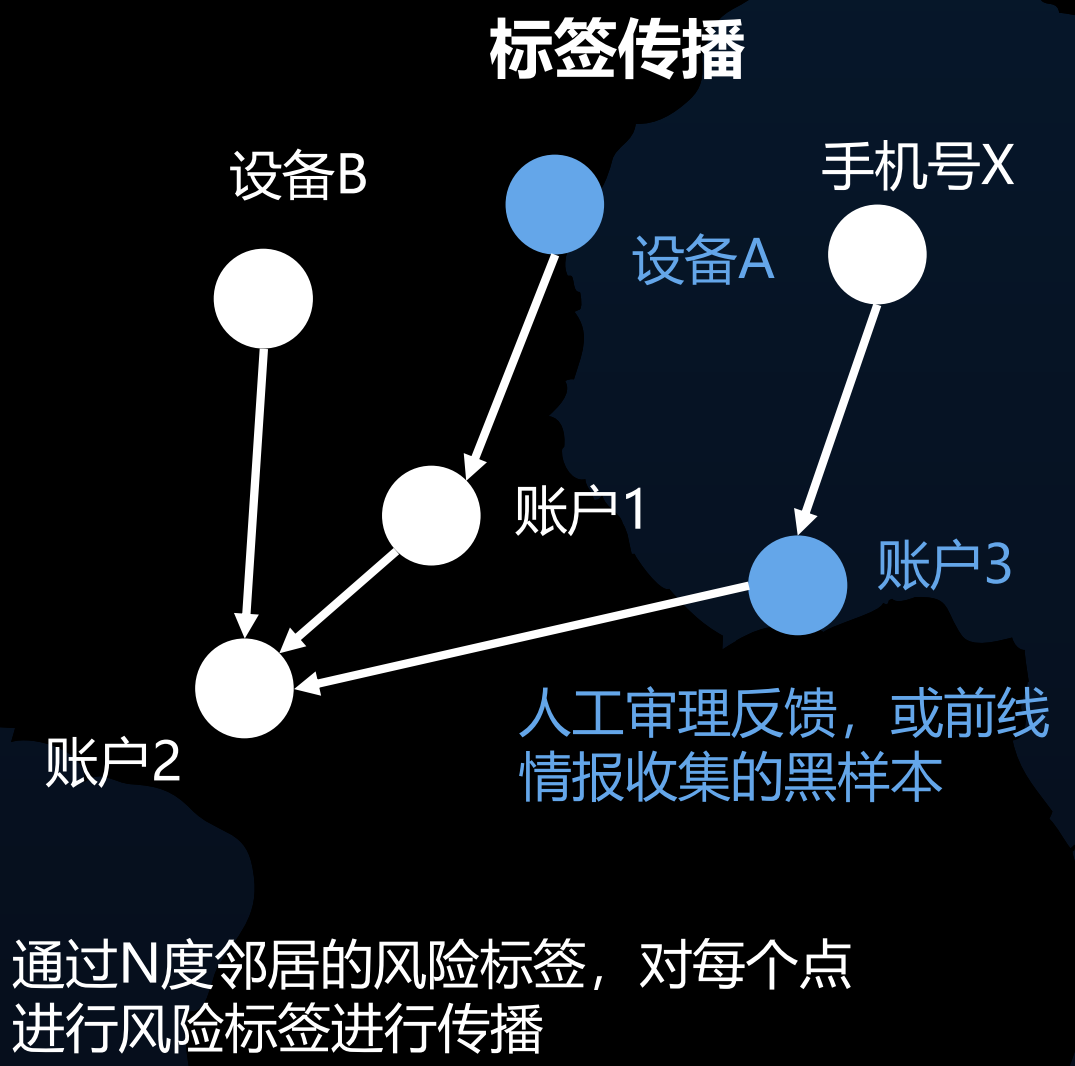 标签传播
设备B
手机号X
设备A
账户1
账户3
人工审理反馈，或前线
情报收集的黑样本
账户2
通过N度邻居的风险标签，对每个点
进行风险标签进行传播